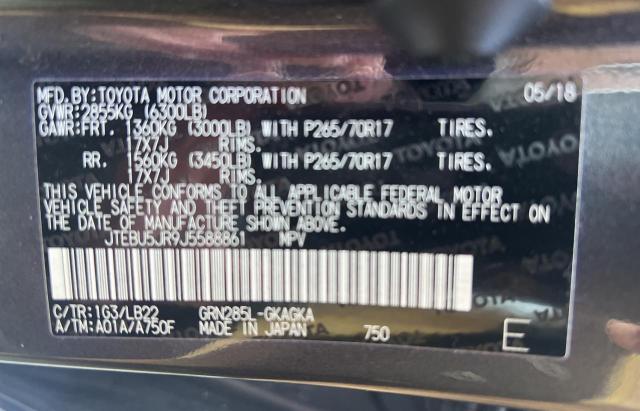 MFD.BY:TOYOTA MOTOR CORPORATION 05/18
GVWR:2855KG (6300LB)
GAWR:FRT. 1360KG (3000LB) WITH P265/70R17 TIRES.
17X7J RIMS.
RR. 1560KG (3450LB) WITH P265/70R17 TIRES.
17X7J RIMS.
THIS VEHICLE CONFORMS TO ALL APPLICABLE FEDERAL MOTOR
VEHICLE SAFETY AND THEFT PREVENTION STANDARDS IN EFFECT ON
THE DATE OF MANUFACTURE SHOWN ABOVE.
JTEBU5JR9J5588861 MPV
C/TR:1G3/LB22 GRN285L-GKAGKA
A/TM:A01A/A750F MADE IN JAPAN 750 E